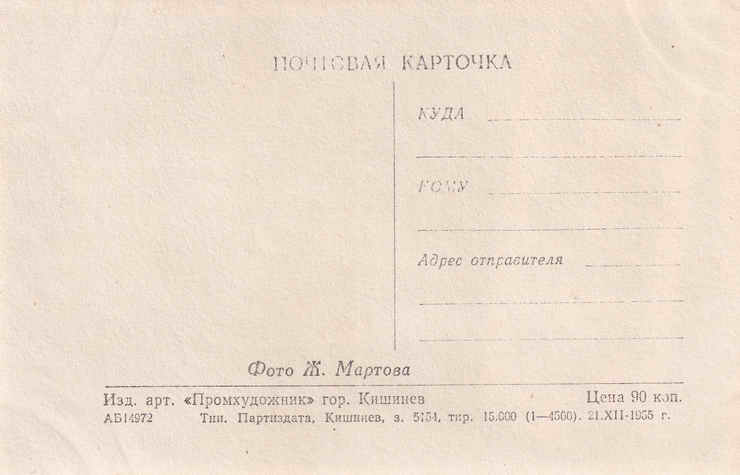 ПОЧТОВАЯ КАРТОЧКА
КУДА
КОМУ
Адрес отправителя
Фото Ж. Мартова
Изд. арт. «Промхудожник» гор. Кишинев Цена 90 коп.
АБ14972 Тип. Партиздата, Кишинев, з. 5154, тир. 15.000 (1—4500). 21.XII-1955 г.